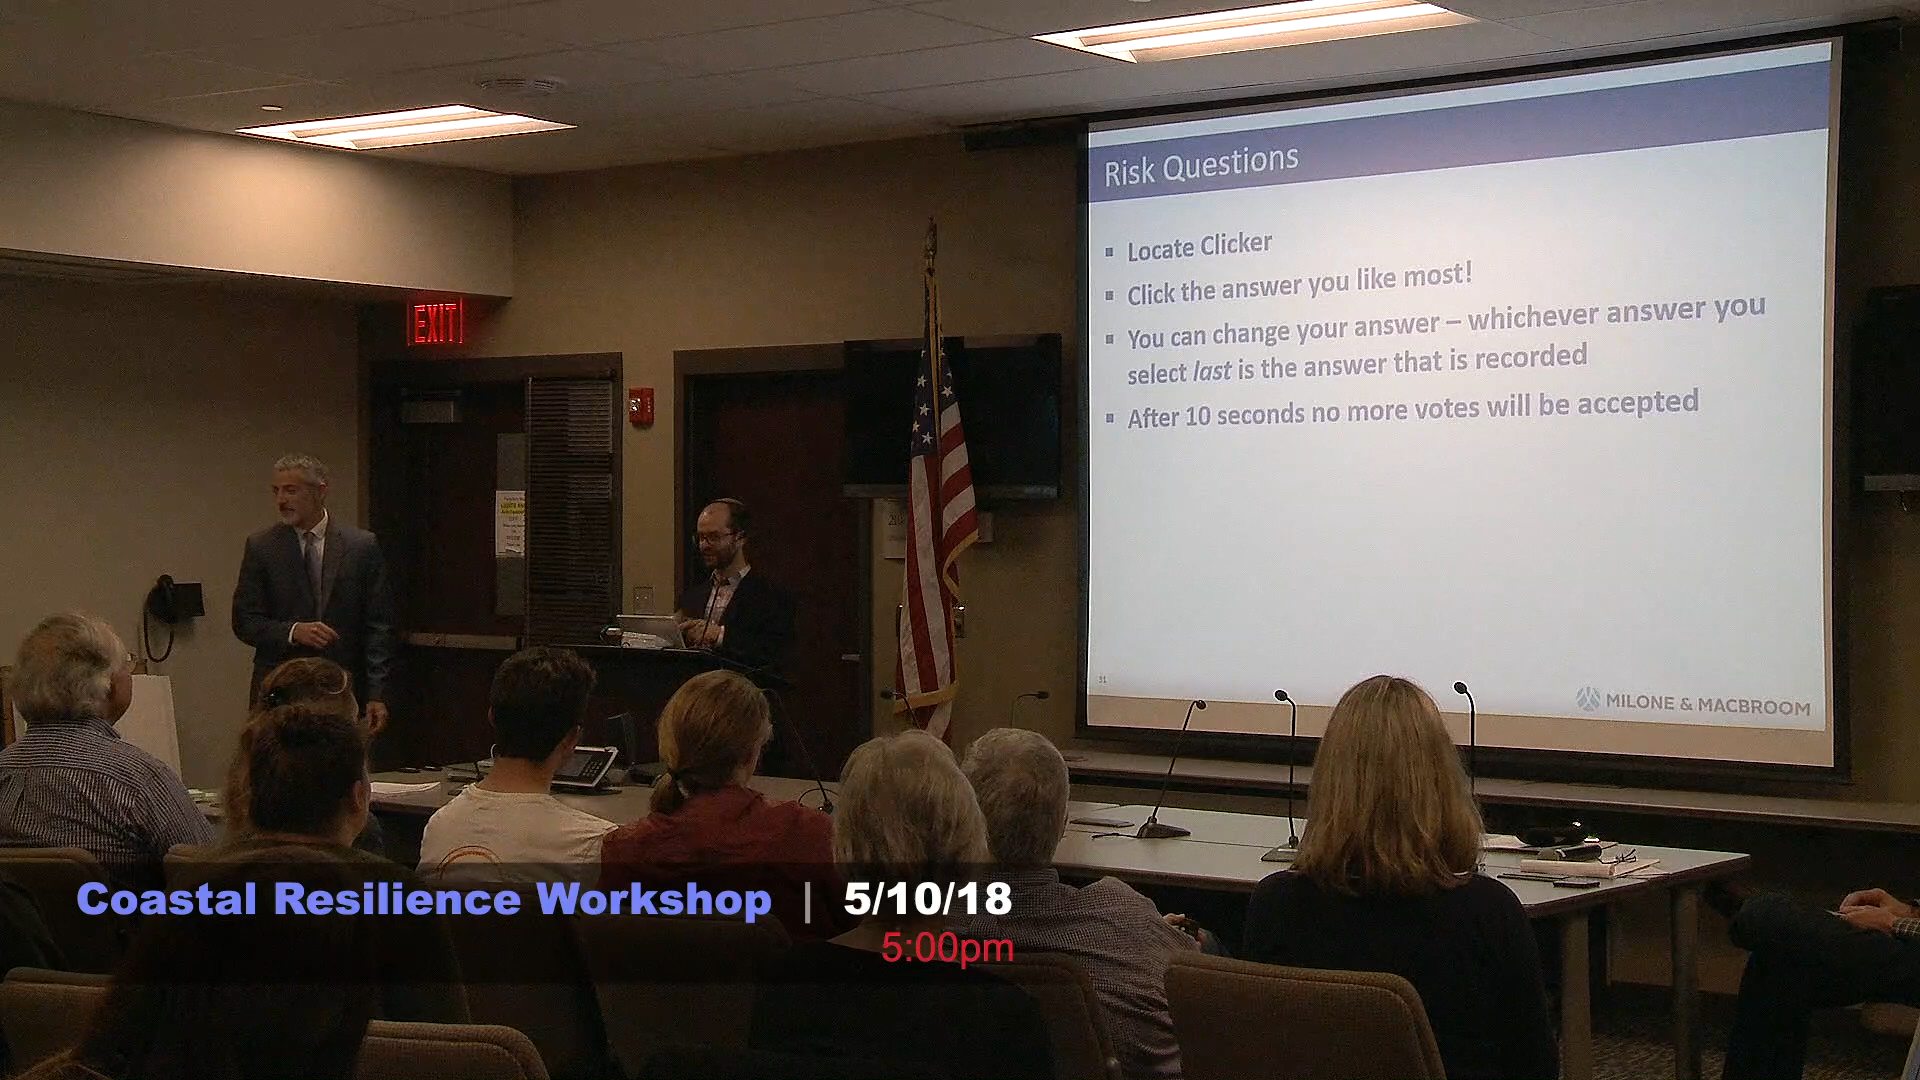 Risk Questions
Locate Clicker
Click the answer you like most!
You can change your answer – whichever answer you
select last is the answer that is recorded
After 10 seconds no more votes will be accepted
31
MILONE & MACBROOM
EXIT
Coastal Resilience Workshop | 5/10/18
5:00pm